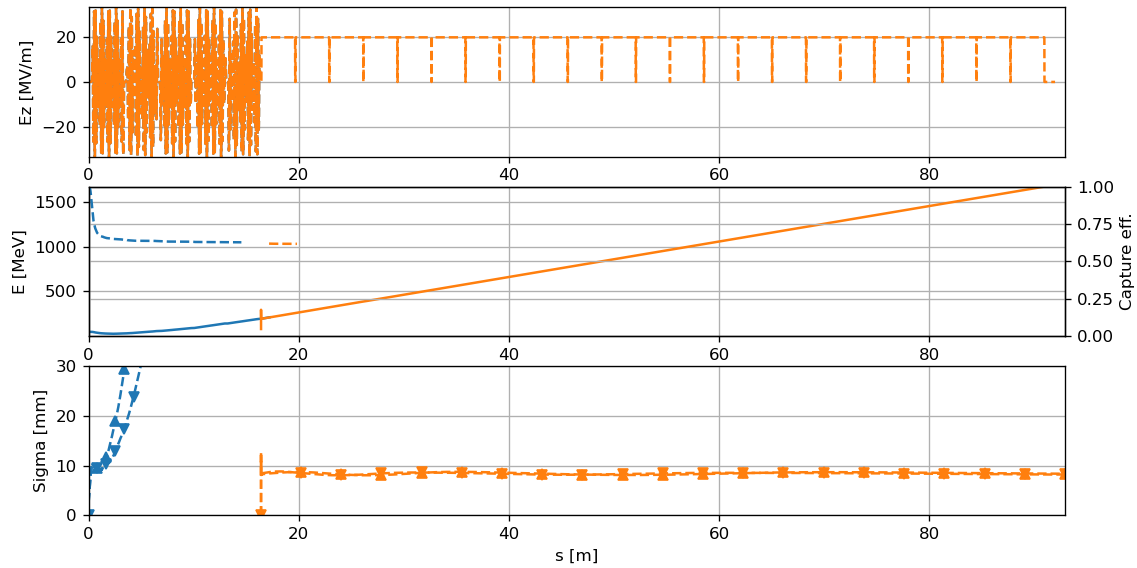 Ez [MV/m]
20
0
−20
0 20 40 60 80
E [MeV]
1500
1000
500
1.00
0.75
0.50
0.25
0.00
Capture eff.
0 20 40 60 80
Sigma [mm]
30
20
10
0
0 20 40 60 80
s [m]